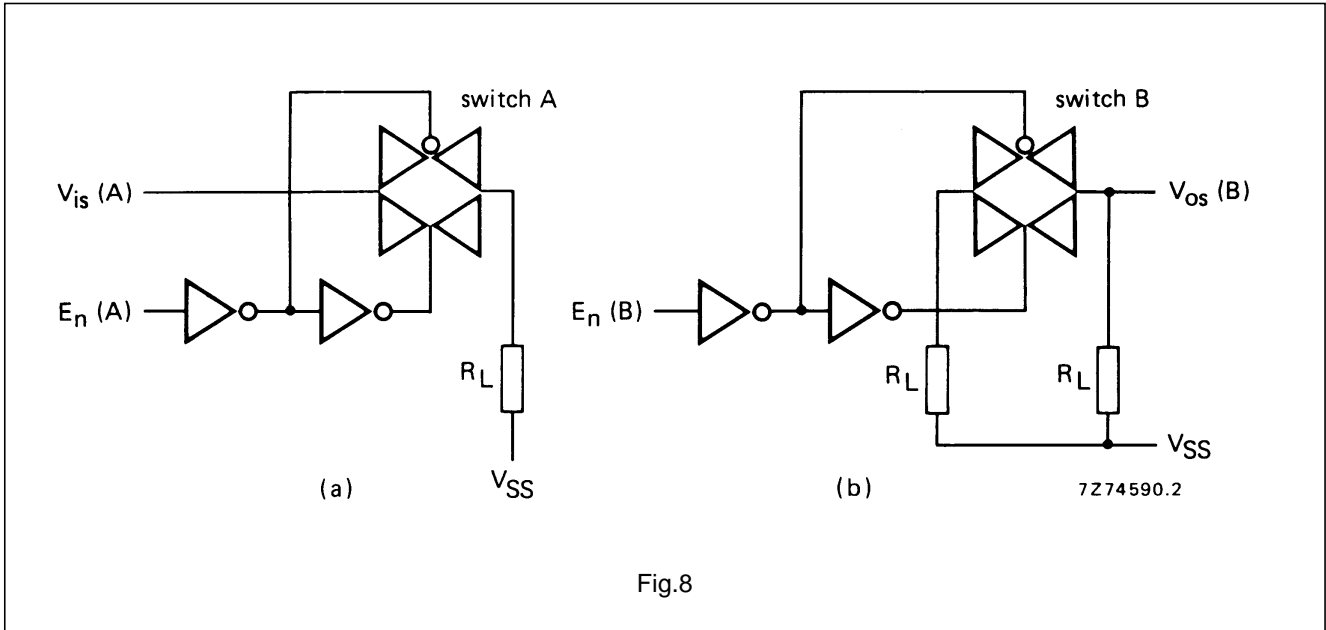 switch A
V_is (A)
E_n (A)
R_L
V_SS
(a)
switch B
V_os (B)
E_n (B)
R_L
R_L
V_SS
(b)
7Z74590.2
Fig.8